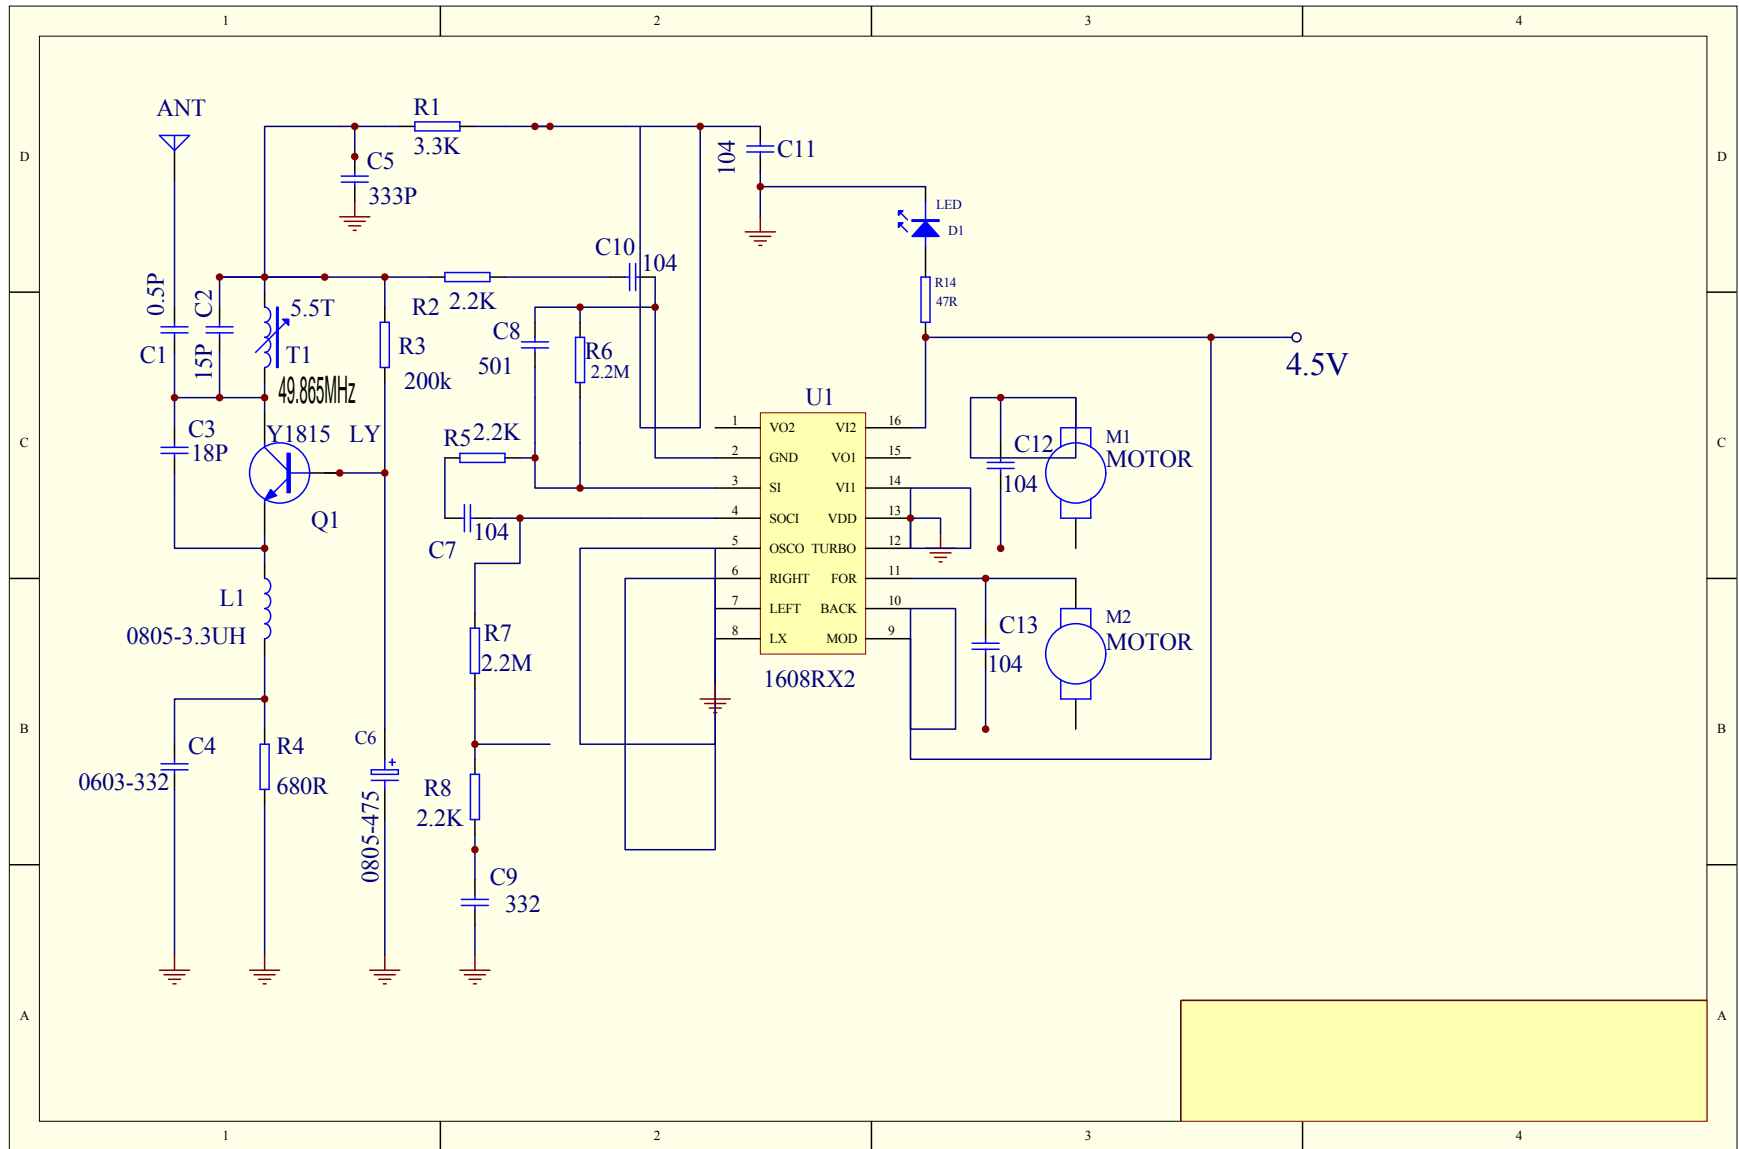 1 2 3 4
ANT
R1
3.3K
D
D
C5
333P
104
C11
LED
D1
C10
104
0.5P
C2
5.5T
R2
2.2K
R14
47R
C1
15P
T1
R3
200k
C8
501
R6
2.2M
4.5V
49.865MHz
U1
C3
18P
Y1815 LY
R5
2.2K
C
C
1 VO2 VI2 16
2 GND VO1 15
3 SI VI1 14
4 SOCI VDD 13
5 OSCO TURBO 12
6 RIGHT FOR 11
7 LEFT BACK 10
8 LX MOD 9
1608RX2
C12
104
M1
MOTOR
Q1
C7
104
L1
0805-3.3UH
R7
2.2M
C13
104
M2
MOTOR
B
B
C4
0603-332
R4
680R
C6
+
0805-475
R8
2.2K
C9
332
A
A
1 2 3 4